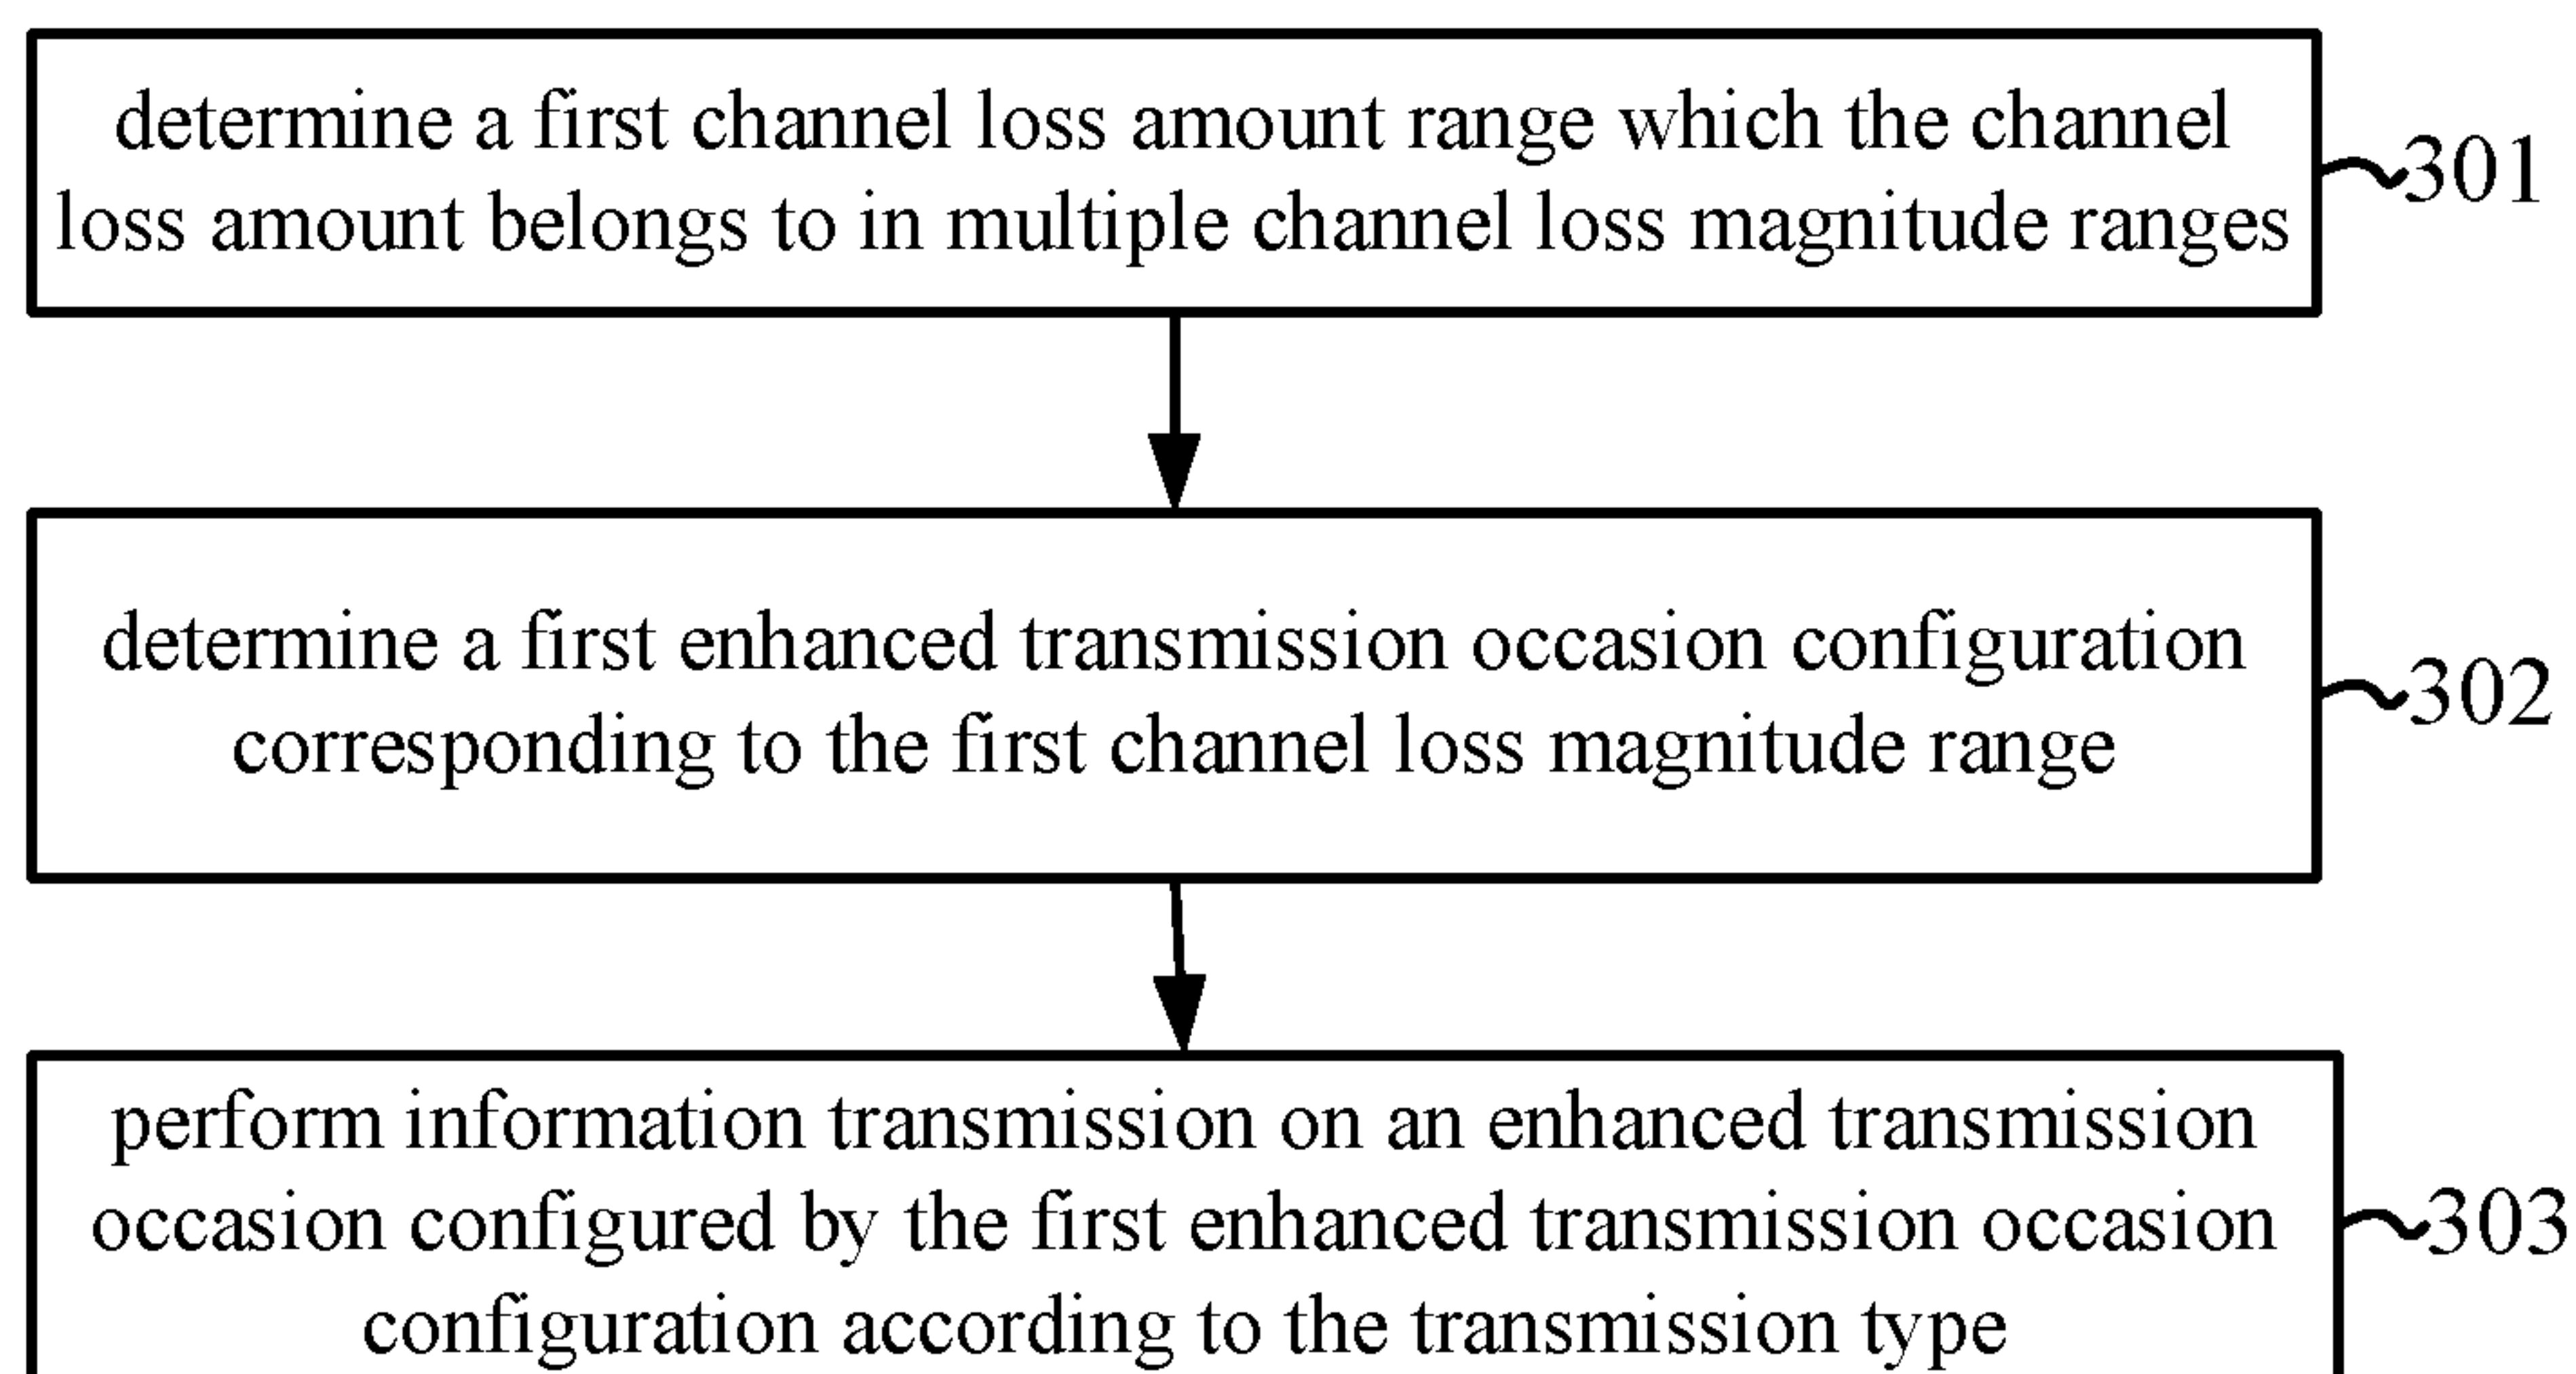 determine a first channel loss amount range which the channel
loss amount belongs to in multiple channel loss magnitude ranges
301
determine a first enhanced transmission occasion configuration
corresponding to the first channel loss magnitude range
302
perform information transmission on an enhanced transmission
occasion configured by the first enhanced transmission occasion
configuration according to the transmission type
303